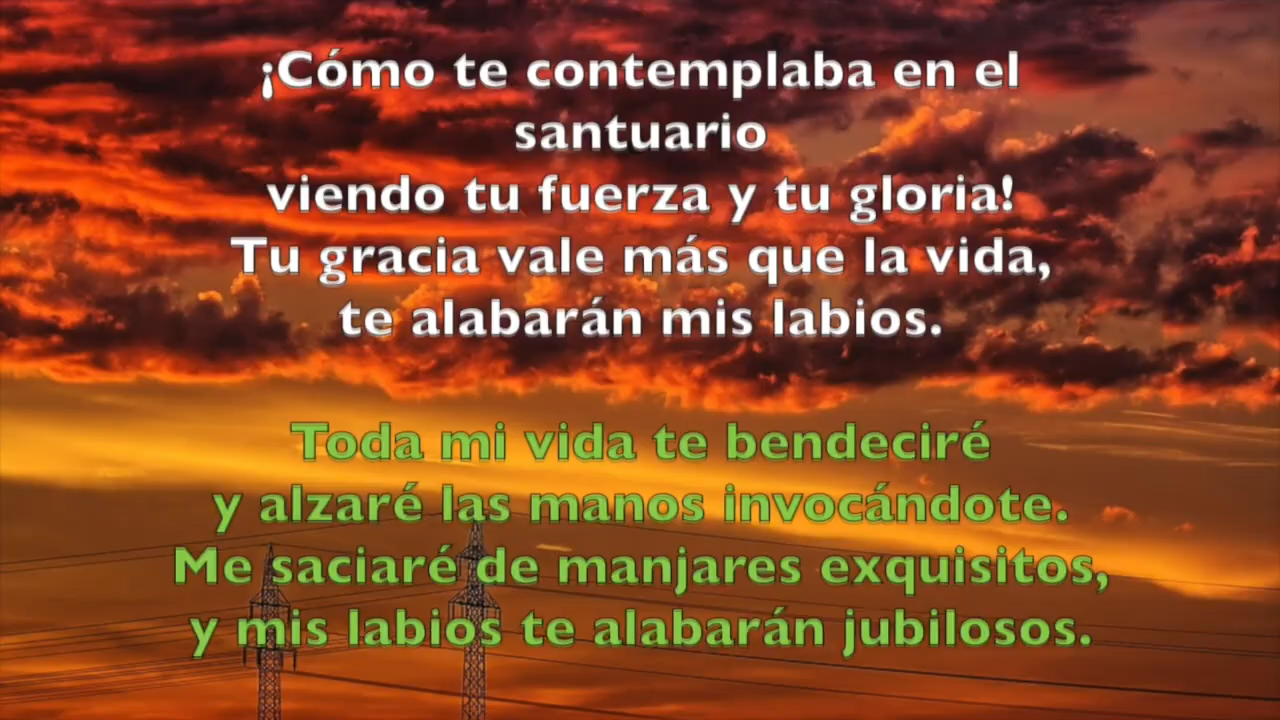 ¡Cómo te contemplaba en el
santuario
viendo tu fuerza y tu gloria!
Tu gracia vale más que la vida,
te alabarán mis labios.
Toda mi vida te bendeciré
y alzaré las manos invocándote.
Me saciaré de manjares exquisitos,
y mis labios te alabarán jubilosos.